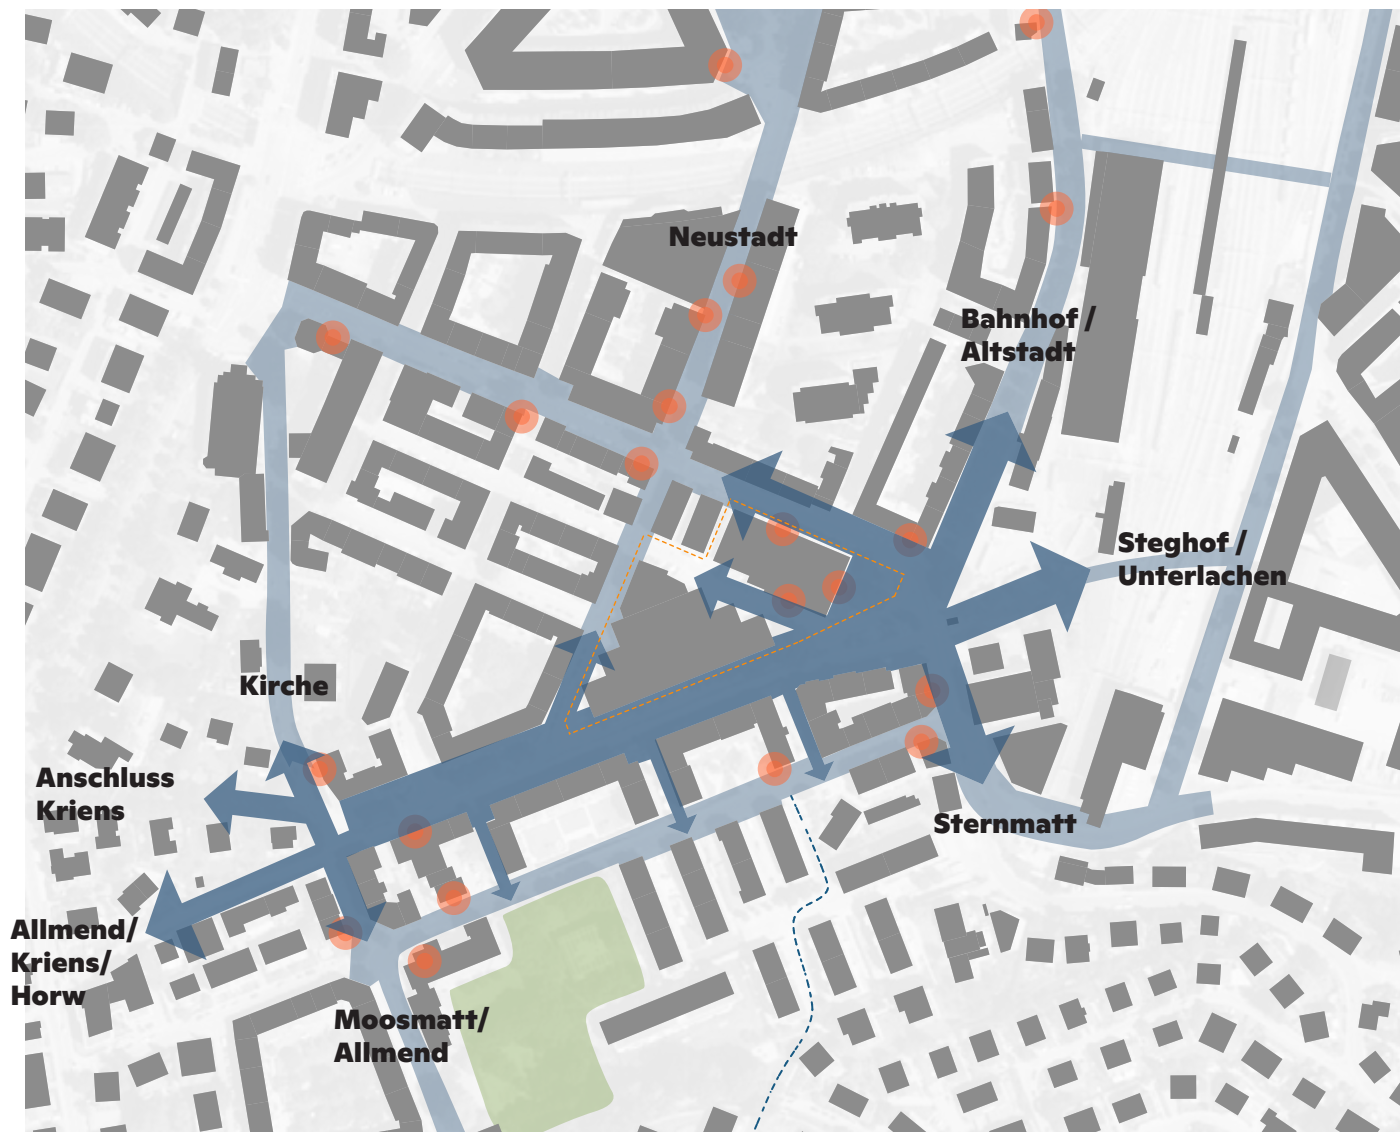 Neustadt
Bahnhof /
Altstadt
Steghof /
Unterlachen
Kirche
Anschluss
Kriens
Sternmatt
Allmend/
Kriens/
Horw
Moosmatt/
Allmend